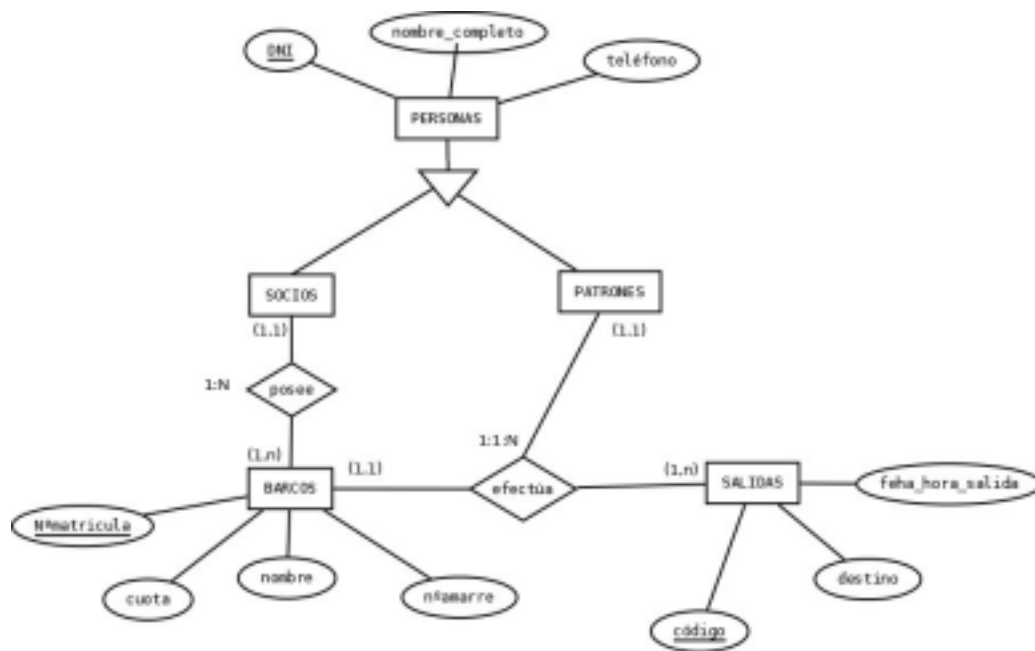 nombre_completo
DNI
teléfono
PERSONAS
SOCIOS
PATRONES
(1,1)
(1,1)
1:N
posee
1:1:N
(1,n)
(1,1)
(1,n)
BARCOS
efectúa
SALIDAS
feha_hora_salida
Nºmatricula
nombre
destino
cuota
nºamarre
código